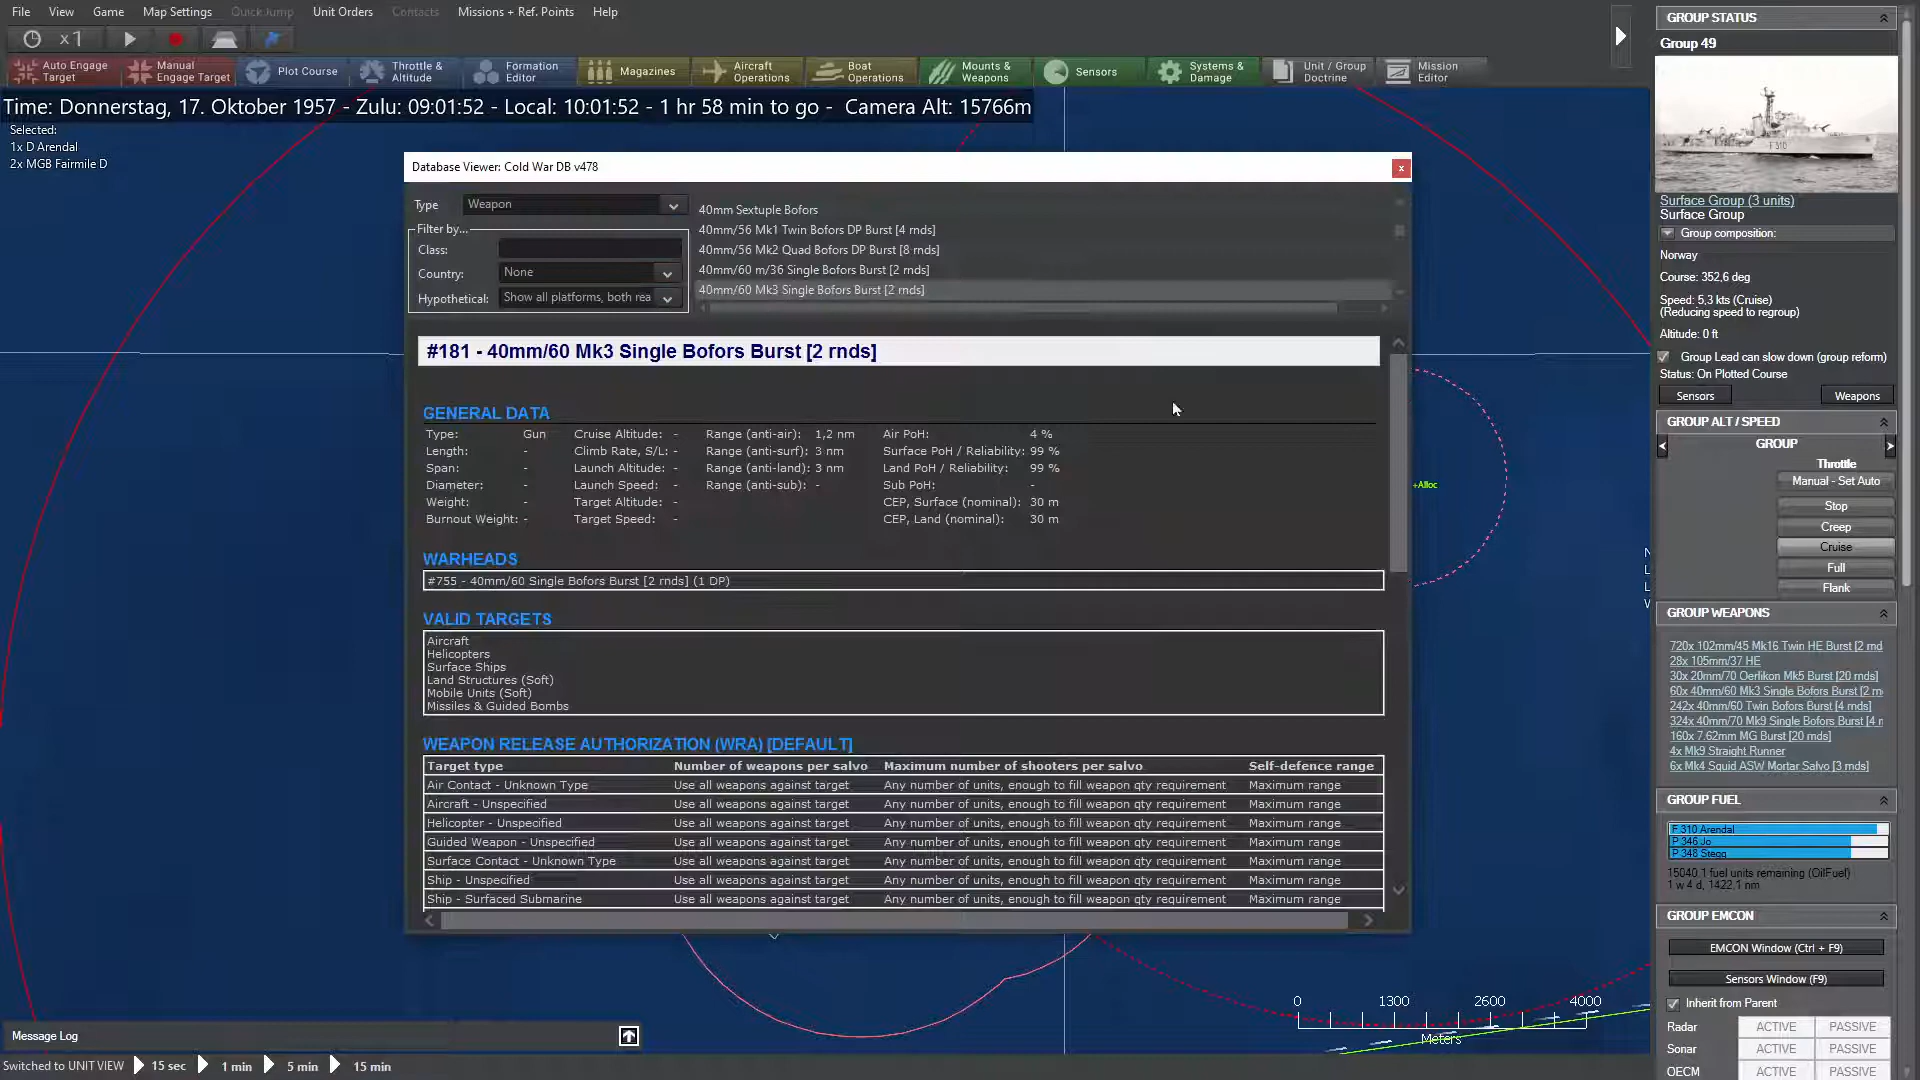 File View Game Map Settings Quick Jump Unit Orders Contacts Missions + Ref. Points Help
x1
Auto Engage Target
Manual Engage Target
Plot Course
Throttle & Altitude
Formation Editor
Magazines
Aircraft Operations
Boat Operations
Mounts & Weapons
Sensors
Systems & Damage
Unit / Group Doctrine
Mission Editor
Time: Donnerstag, 17. Oktober 1957 - Zulu: 09:01:52 - Local: 10:01:52 - 1 hr 58 min to go - Camera Alt: 15766m
Selected:
1x D Arendal
2x MGB Fairmile D
Database Viewer: Cold War DB v478
x
Type Weapon
Filter by...
Class:
Country: None
Hypothetical: Show all platforms, both rea
40mm Sextuple Bofors
40mm/56 Mk1 Twin Bofors DP Burst [4 rnds]
40mm/56 Mk2 Quad Bofors DP Burst [8 rnds]
40mm/60 m/36 Single Bofors Burst [2 rnds]
40mm/60 Mk3 Single Bofors Burst [2 rnds]
#181 - 40mm/60 Mk3 Single Bofors Burst [2 rnds]
GENERAL DATA
Type: Gun Cruise Altitude: - Range (anti-air): 1,2 nm Air PoH: 4 %
Length: - Climb Rate, S/L: - Range (anti-surf): 3 nm Surface PoH / Reliability: 99 %
Span: - Launch Altitude: - Range (anti-land): 3 nm Land PoH / Reliability: 99 %
Diameter: - Launch Speed: - Range (anti-sub): - Sub PoH: -
Weight: - Target Altitude: - CEP, Surface (nominal): 30 m
Burnout Weight: - Target Speed: - CEP, Land (nominal): 30 m
WARHEADS
#755 - 40mm/60 Single Bofors Burst [2 rnds] (1 DP)
VALID TARGETS
Aircraft
Helicopters
Surface Ships
Land Structures (Soft)
Mobile Units (Soft)
Missiles & Guided Bombs
WEAPON RELEASE AUTHORIZATION (WRA) [DEFAULT]
Target type Number of weapons per salvo Maximum number of shooters per salvo Self-defence range
Air Contact - Unknown Type Use all weapons against target Any number of units, enough to fill weapon qty requirement Maximum range
Aircraft - Unspecified Use all weapons against target Any number of units, enough to fill weapon qty requirement Maximum range
Helicopter - Unspecified Use all weapons against target Any number of units, enough to fill weapon qty requirement Maximum range
Guided Weapon - Unspecified Use all weapons against target Any number of units, enough to fill weapon qty requirement Maximum range
Surface Contact - Unknown Type Use all weapons against target Any number of units, enough to fill weapon qty requirement Maximum range
Ship - Unspecified Use all weapons against target Any number of units, enough to fill weapon qty requirement Maximum range
Ship - Surfaced Submarine Use all weapons against target Any number of units, enough to fill weapon qty requirement Maximum range
+Alloc
N
L
L
W
0 1300 2600 4000
Meters
Message Log
Switched to UNIT VIEW 15 sec 1 min 5 min 15 min
GROUP STATUS
Group 49
F 310
Surface Group (3 units)
Surface Group
Group composition:
Norway
Course: 352,6 deg
Speed: 5,3 kts (Cruise)
(Reducing speed to regroup)
Altitude: 0 ft
Group Lead can slow down (group reform)
Status: On Plotted Course
Sensors Weapons
GROUP ALT / SPEED
GROUP
Throttle
Manual - Set Auto
Stop
Creep
Cruise
Full
Flank
GROUP WEAPONS
720x 102mm/45 Mk16 Twin HE Burst [2 rnd
28x 105mm/37 HE
30x 20mm/70 Oerlikon Mk5 Burst [20 rnds]
60x 40mm/60 Mk3 Single Bofors Burst [2 rn
242x 40mm/60 Twin Bofors Burst [4 rnds]
324x 40mm/70 Mk9 Single Bofors Burst [4 r
160x 7.62mm MG Burst [20 rnds]
4x Mk9 Straight Runner
6x Mk4 Squid ASW Mortar Salvo [3 rnds]
GROUP FUEL
F 310 Arendal
P 346 Jo
P 348 Stegg
15040,1 fuel units remaining (OilFuel)
1 w 4 d, 1422,1 nm
GROUP EMCON
EMCON Window (Ctrl + F9)
Sensors Window (F9)
Inherit from Parent
Radar ACTIVE PASSIVE
Sonar ACTIVE PASSIVE
OECM ACTIVE PASSIVE